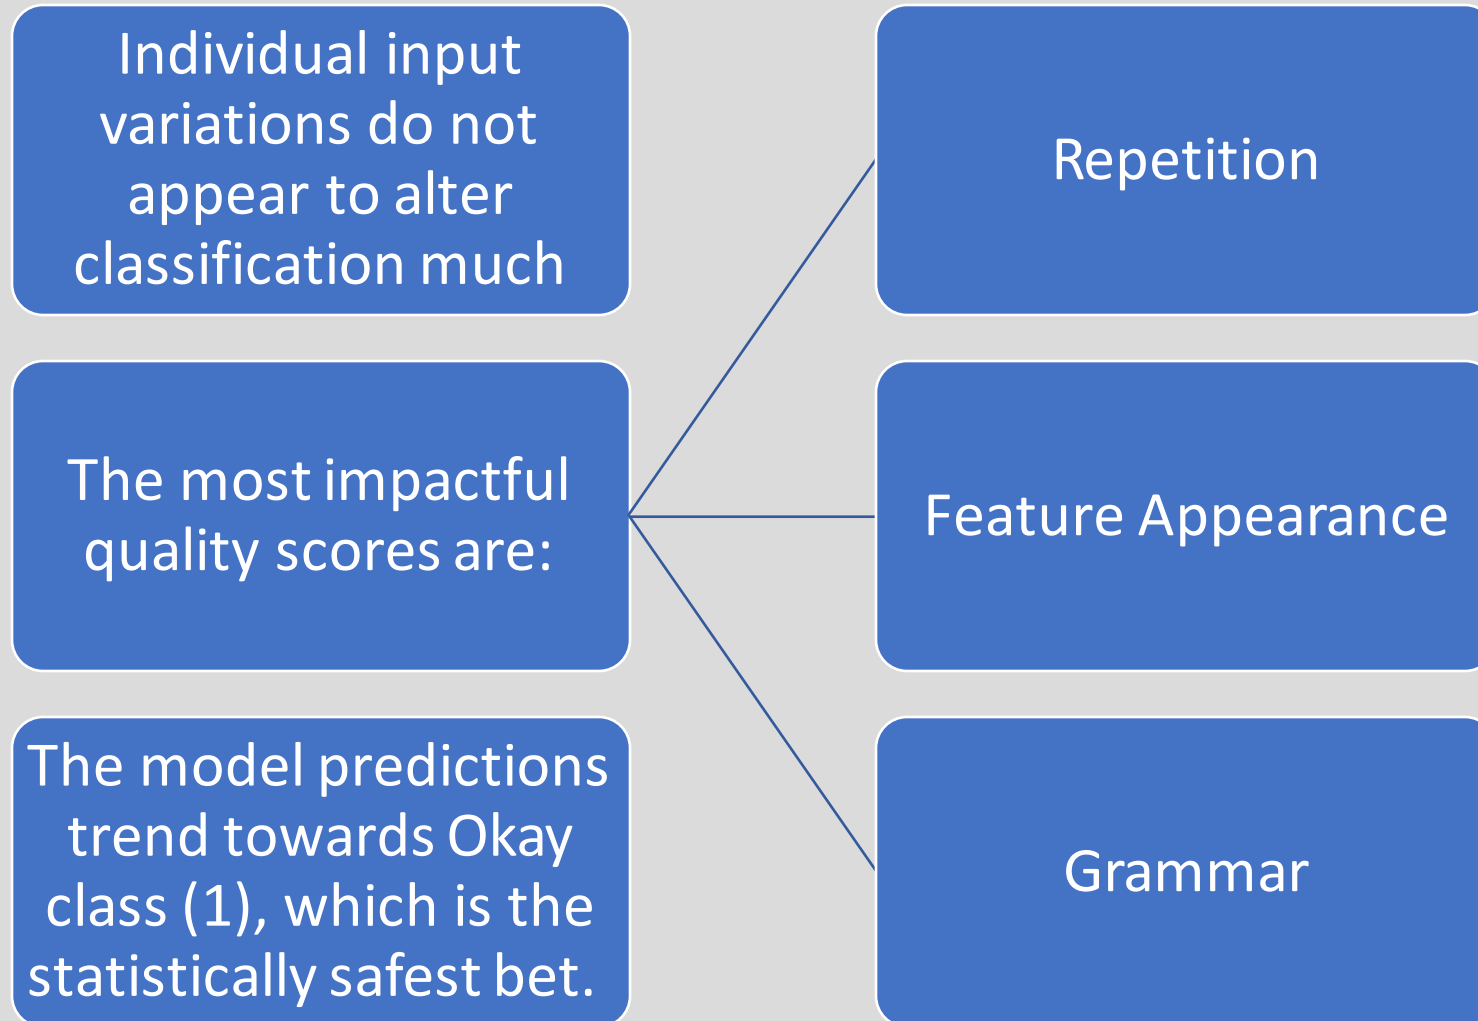 Individual input
variations do not
appear to alter
classification much
The most impactful
quality scores are:
Repetition
Feature Appearance
Grammar
The model predictions
trend towards Okay
class (1), which is the
statistically safest bet.